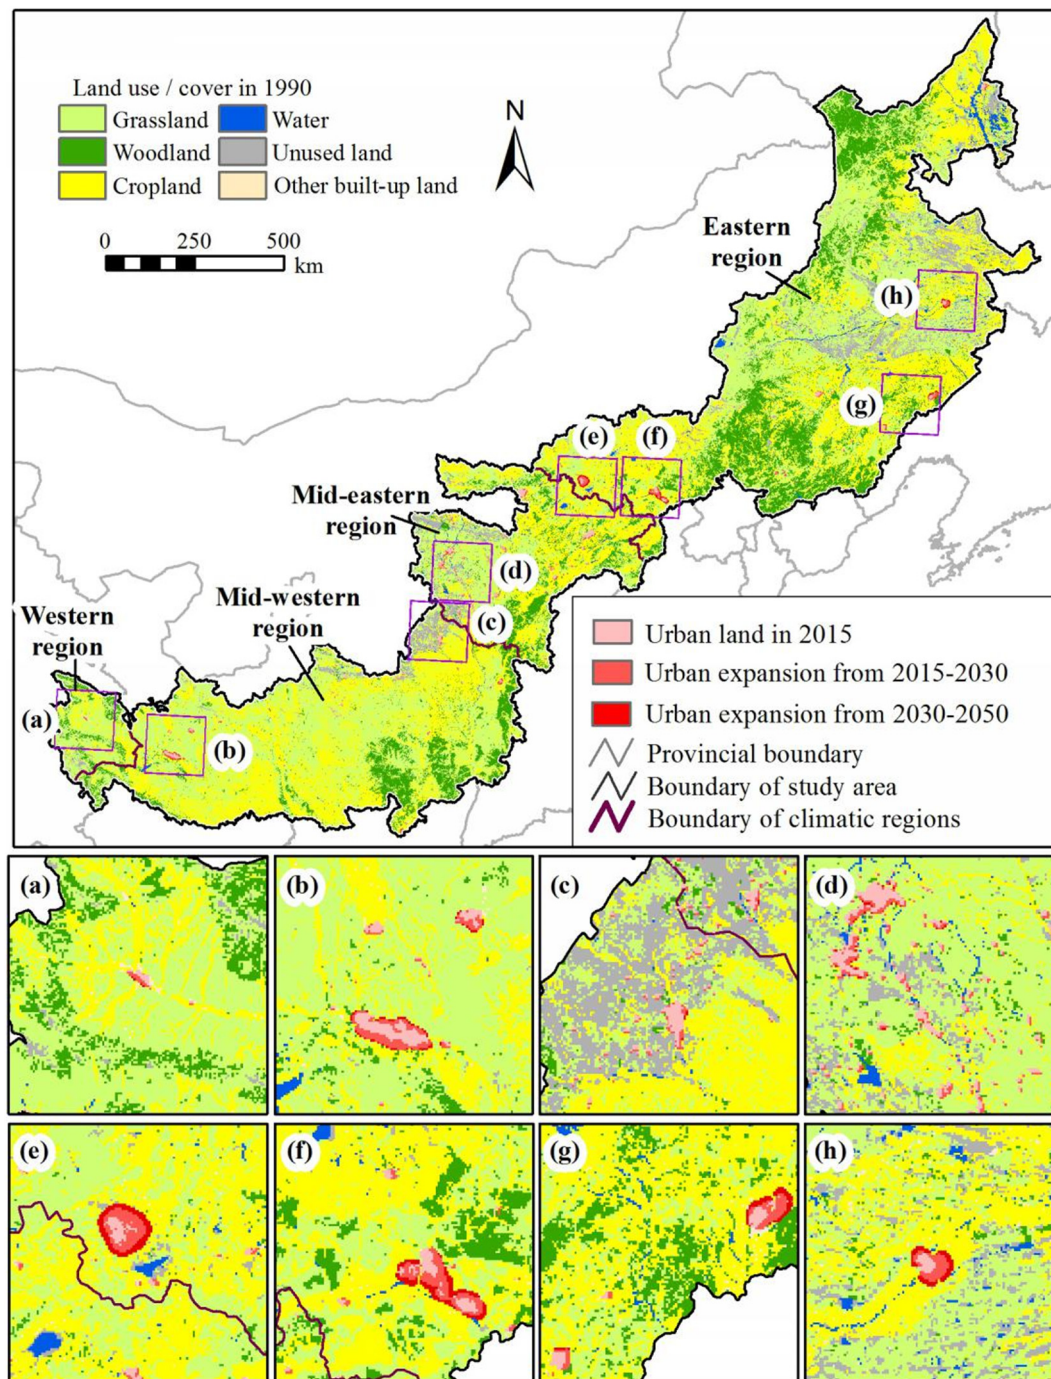 Land use / cover in 1990
Grassland
Water
Woodland
Unused land
Cropland
Other built-up land
0 250 500
km
N
Eastern
region
(h)
(g)
(e)
(f)
Mid-eastern
region
(d)
Mid-western
region
(c)
Western
region
(a)
(b)
Urban land in 2015
Urban expansion from 2015-2030
Urban expansion from 2030-2050
Provincial boundary
Boundary of study area
Boundary of climatic regions
(a)
(b)
(c)
(d)
(e)
(f)
(g)
(h)